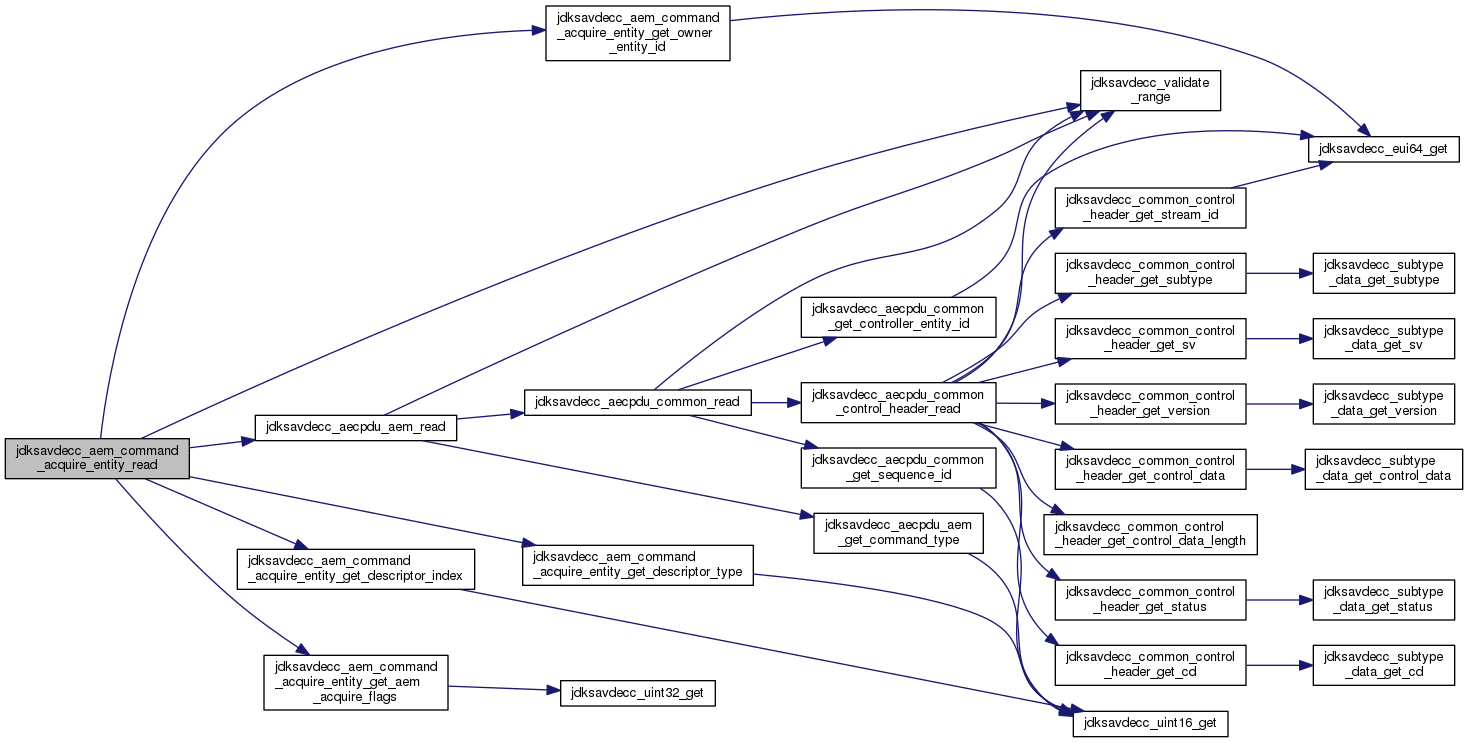 jdksavdecc_aem_command
_acquire_entity_read
jdksavdecc_aem_command
_acquire_entity_get_owner
_entity_id
jdksavdecc_aecpdu_aem_read
jdksavdecc_aem_command
_acquire_entity_get_descriptor_index
jdksavdecc_aem_command
_acquire_entity_get_aem
_acquire_flags
jdksavdecc_aecpdu_common_read
jdksavdecc_aem_command
_acquire_entity_get_descriptor_type
jdksavdecc_uint32_get
jdksavdecc_aecpdu_common
_get_controller_entity_id
jdksavdecc_aecpdu_common
_control_header_read
jdksavdecc_aecpdu_common
_get_sequence_id
jdksavdecc_aecpdu_aem
_get_command_type
jdksavdecc_validate
_range
jdksavdecc_common_control
_header_get_stream_id
jdksavdecc_common_control
_header_get_subtype
jdksavdecc_common_control
_header_get_sv
jdksavdecc_common_control
_header_get_version
jdksavdecc_common_control
_header_get_control_data
jdksavdecc_common_control
_header_get_control_data_length
jdksavdecc_common_control
_header_get_status
jdksavdecc_common_control
_header_get_cd
jdksavdecc_uint16_get
jdksavdecc_eui64_get
jdksavdecc_subtype
_data_get_subtype
jdksavdecc_subtype
_data_get_sv
jdksavdecc_subtype
_data_get_version
jdksavdecc_subtype
_data_get_control_data
jdksavdecc_subtype
_data_get_status
jdksavdecc_subtype
_data_get_cd